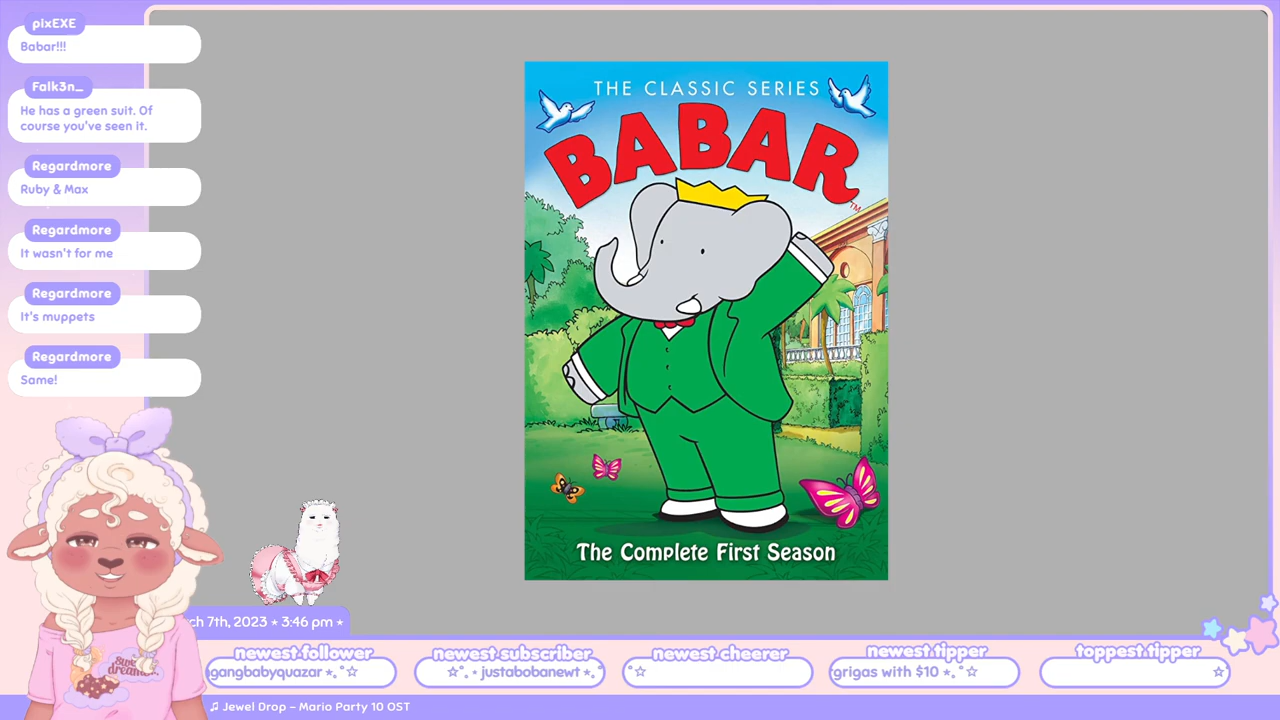 pixEXE
Babar!!!
Falk3n_
He has a green suit. Of
course you've seen it.
Regardmore
Ruby & Max
Regardmore
It wasn't for me
Regardmore
It's muppets
Regardmore
Same!
THE CLASSIC SERIES
BABAR
TM
The Complete First Season
ch 7th, 2023 ⋆ 3:46 pm ⋆
newest follower
gangbabyquazar ⋆｡˚☆
newest subscriber
☆˚｡⋆ justabobanewt ⋆｡˚
newest cheerer
˚☆
newest tipper
grigas with $10 ⋆｡˚☆
toppest tipper
☆
♫ Jewel Drop - Mario Party 10 OST